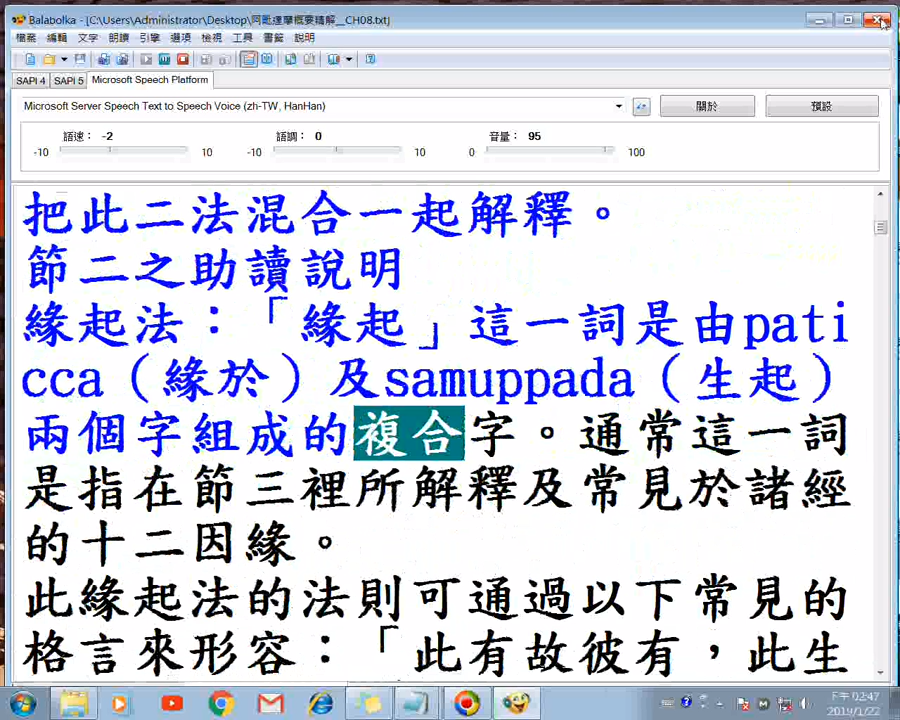 Balabolka - [C:\Users\Administrator\Desktop\阿毗達摩概要精解__CH08.txt]
檔案 編輯 文字 朗讀 引擎 選項 檢視 工具 書籤 說明
SAPI 4 SAPI 5 Microsoft Speech Platform
Microsoft Server Speech Text to Speech Voice (zh-TW, HanHan) 關於 預設
語速： -2 語調： 0 音量： 95
-10 10 -10 10 0 100
把此二法混合一起解釋。
節二之助讀說明
緣起法：「緣起」這一詞是由pati
cca（緣於）及samuppada（生起）
兩個字組成的複合字。通常這一詞
是指在節三裡所解釋及常見於諸經
的十二因緣。
此緣起法的法則可通過以下常見的
格言來形容：「此有故彼有，此生
下午 02:47
2019/1/22